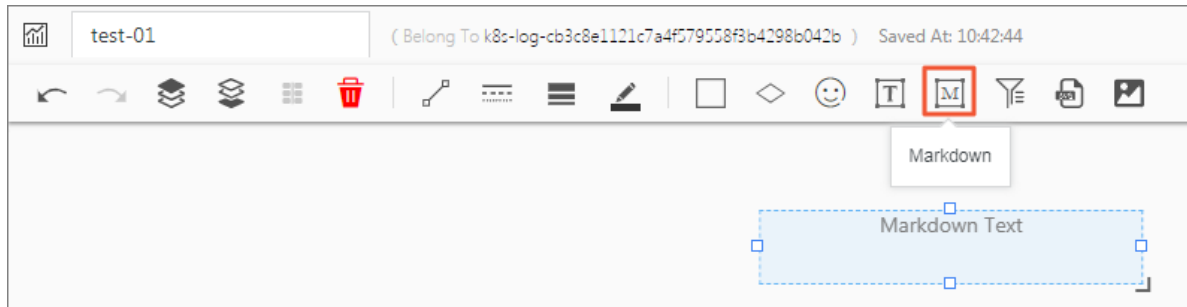 test-01
( Belong To k8s-log-cb3c8e1121c7a4f579558f3b4298b042b ) Saved At: 10:42:44
T
M
Markdown
Markdown Text